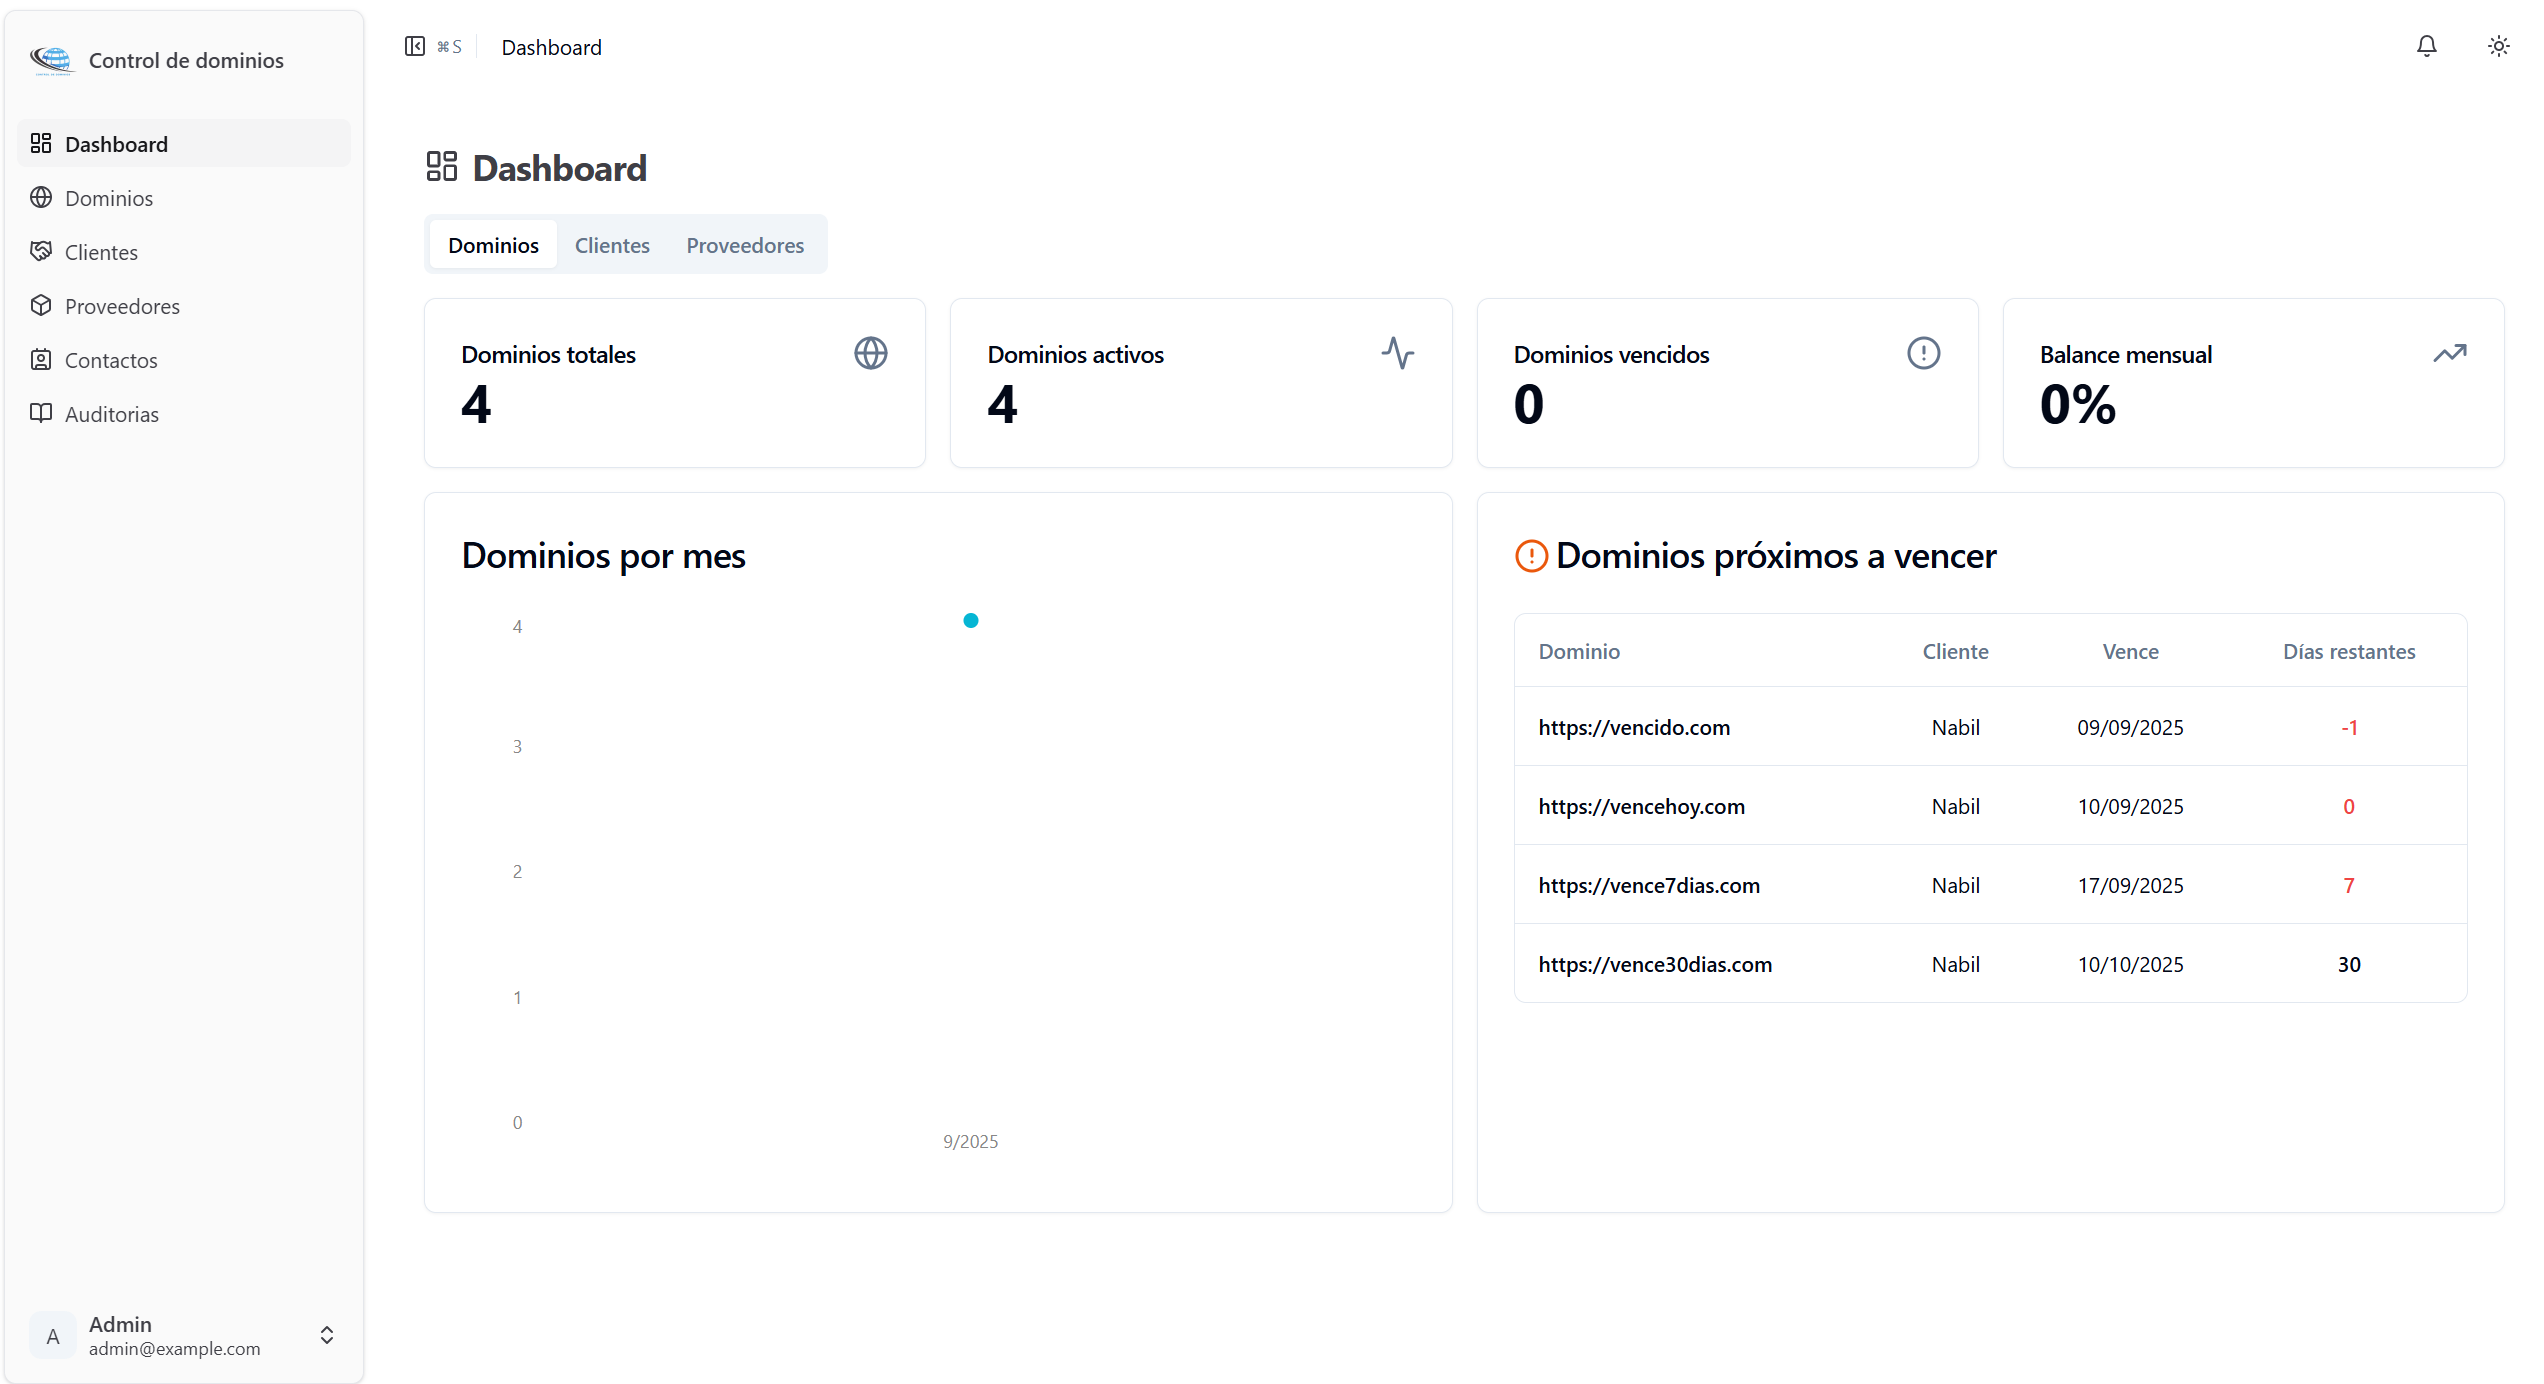 Control de dominios
Dashboard
Dominios
Clientes
Proveedores
Contactos
Auditorias
Admin
A
admin@example.com
⌘S
Dashboard
Dashboard
Dominios Clientes Proveedores
Dominios totales
4
Dominios activos
4
Dominios vencidos
0
Balance mensual
0%
Dominios por mes
4
3
2
1
0
9/2025
Dominios próximos a vencer
Dominio Cliente Vence Días restantes
https://vencido.com Nabil 09/09/2025 -1
https://vencehoy.com Nabil 10/09/2025 0
https://vence7dias.com Nabil 17/09/2025 7
https://vence30dias.com Nabil 10/10/2025 30